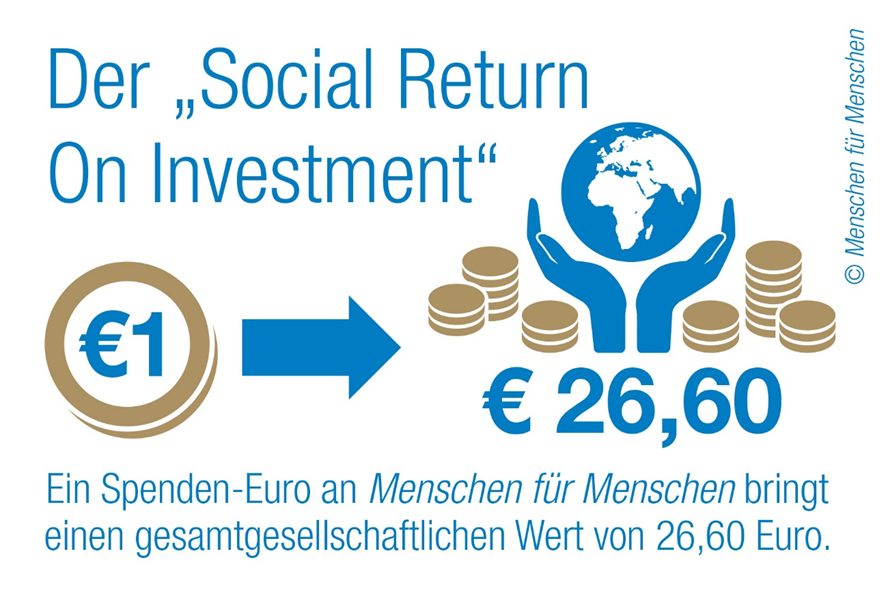 Der „Social Return
On Investment“
© Menschen für Menschen
€1
€ 26,60
Ein Spenden-Euro an Menschen für Menschen bringt
einen gesamtgesellschaftlichen Wert von 26,60 Euro.